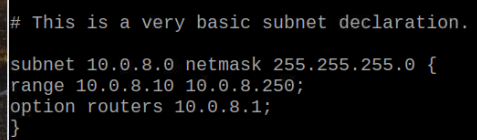 # This is a very basic subnet declaration.
subnet 10.0.8.0 netmask 255.255.255.0 {
range 10.0.8.10 10.0.8.250;
option routers 10.0.8.1;
}